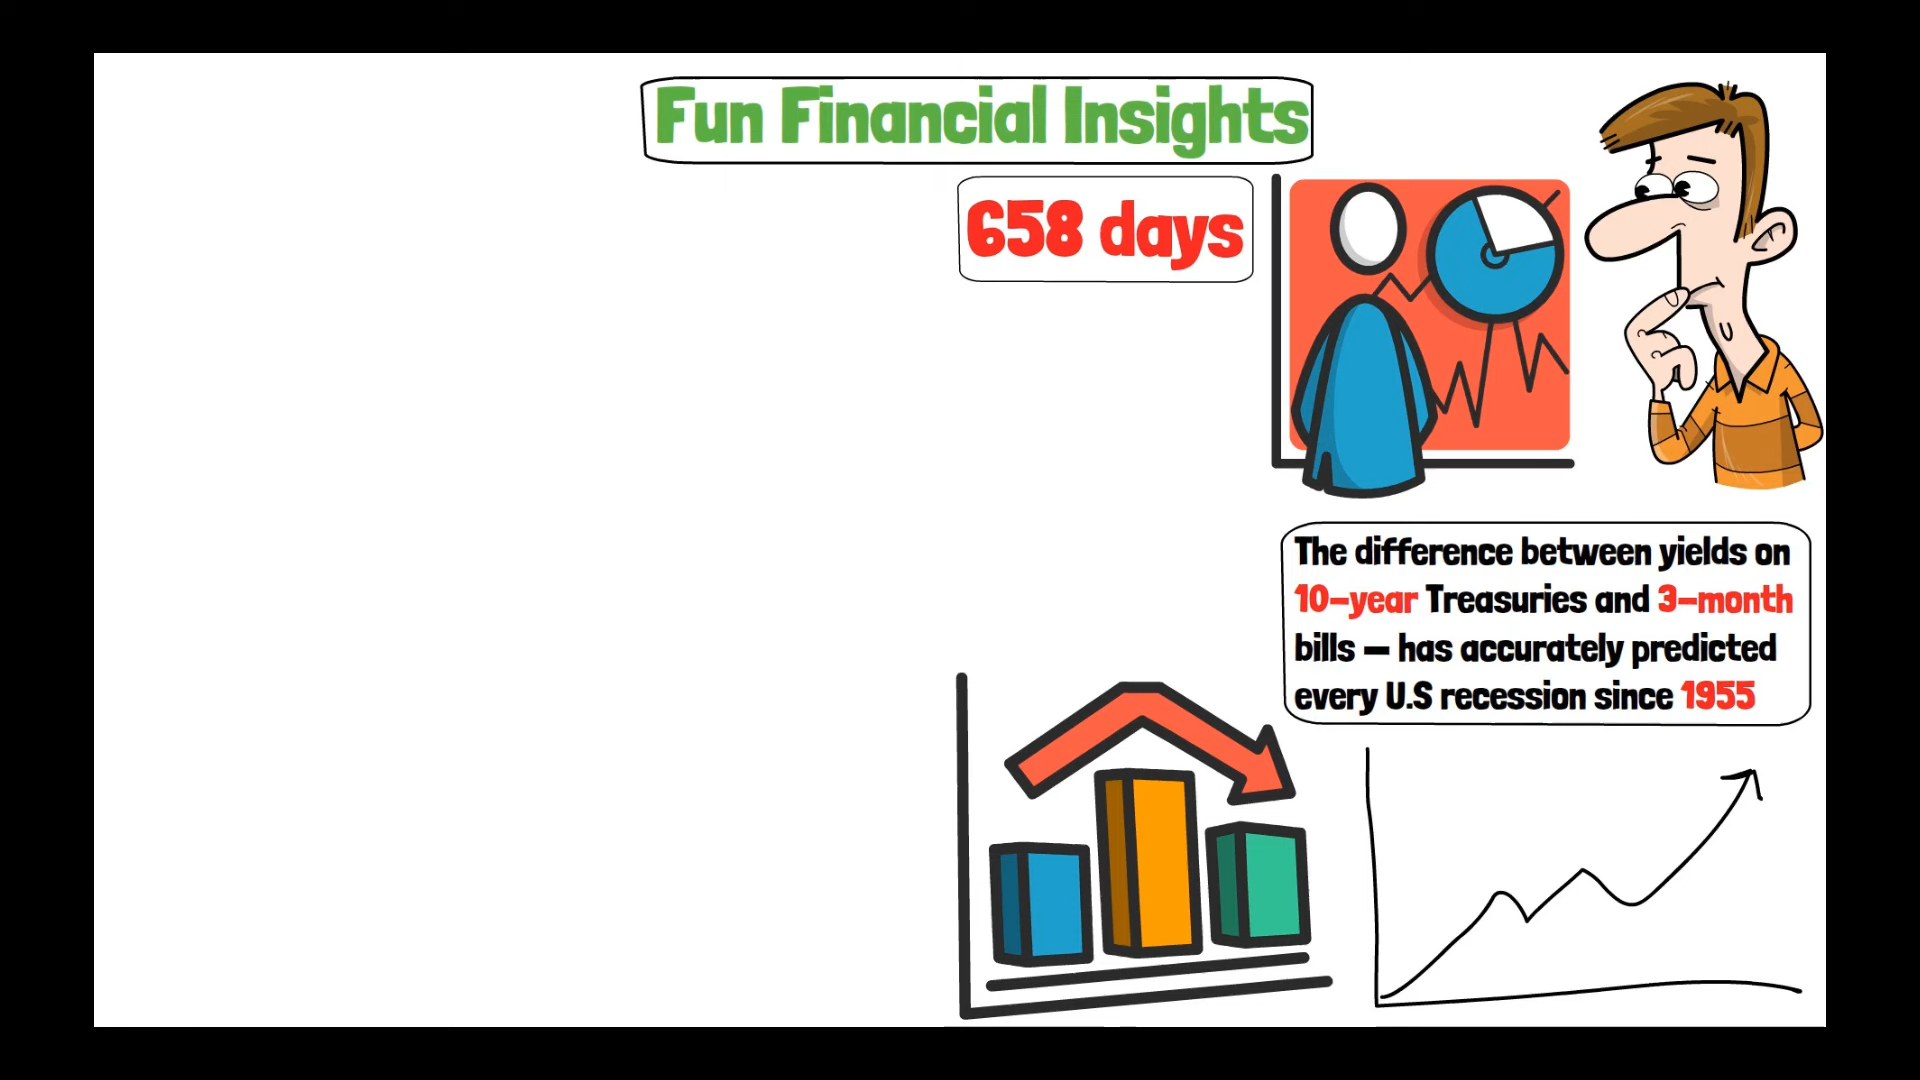 Fun Financial Insights
658 days
The difference between yields on
10-year Treasuries and 3-month
bills — has accurately predicted
every U.S recession since 1955